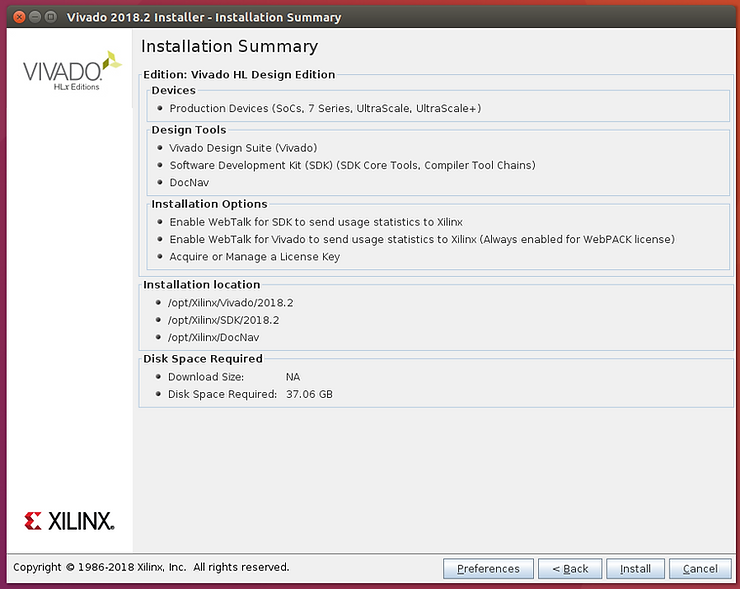 Vivado 2018.2 Installer - Installation Summary
VIVADO.
HLx Editions
Installation Summary
Edition: Vivado HL Design Edition
Devices
Production Devices (SoCs, 7 Series, UltraScale, UltraScale+)
Design Tools
Vivado Design Suite (Vivado)
Software Development Kit (SDK) (SDK Core Tools, Compiler Tool Chains)
DocNav
Installation Options
Enable WebTalk for SDK to send usage statistics to Xilinx
Enable WebTalk for Vivado to send usage statistics to Xilinx (Always enabled for WebPACK license)
Acquire or Manage a License Key
Installation location
/opt/Xilinx/Vivado/2018.2
/opt/Xilinx/SDK/2018.2
/opt/Xilinx/DocNav
Disk Space Required
Download Size: NA
Disk Space Required: 37.06 GB
XILINX.
Copyright © 1986-2018 Xilinx, Inc. All rights reserved.
Preferences < Back Install Cancel